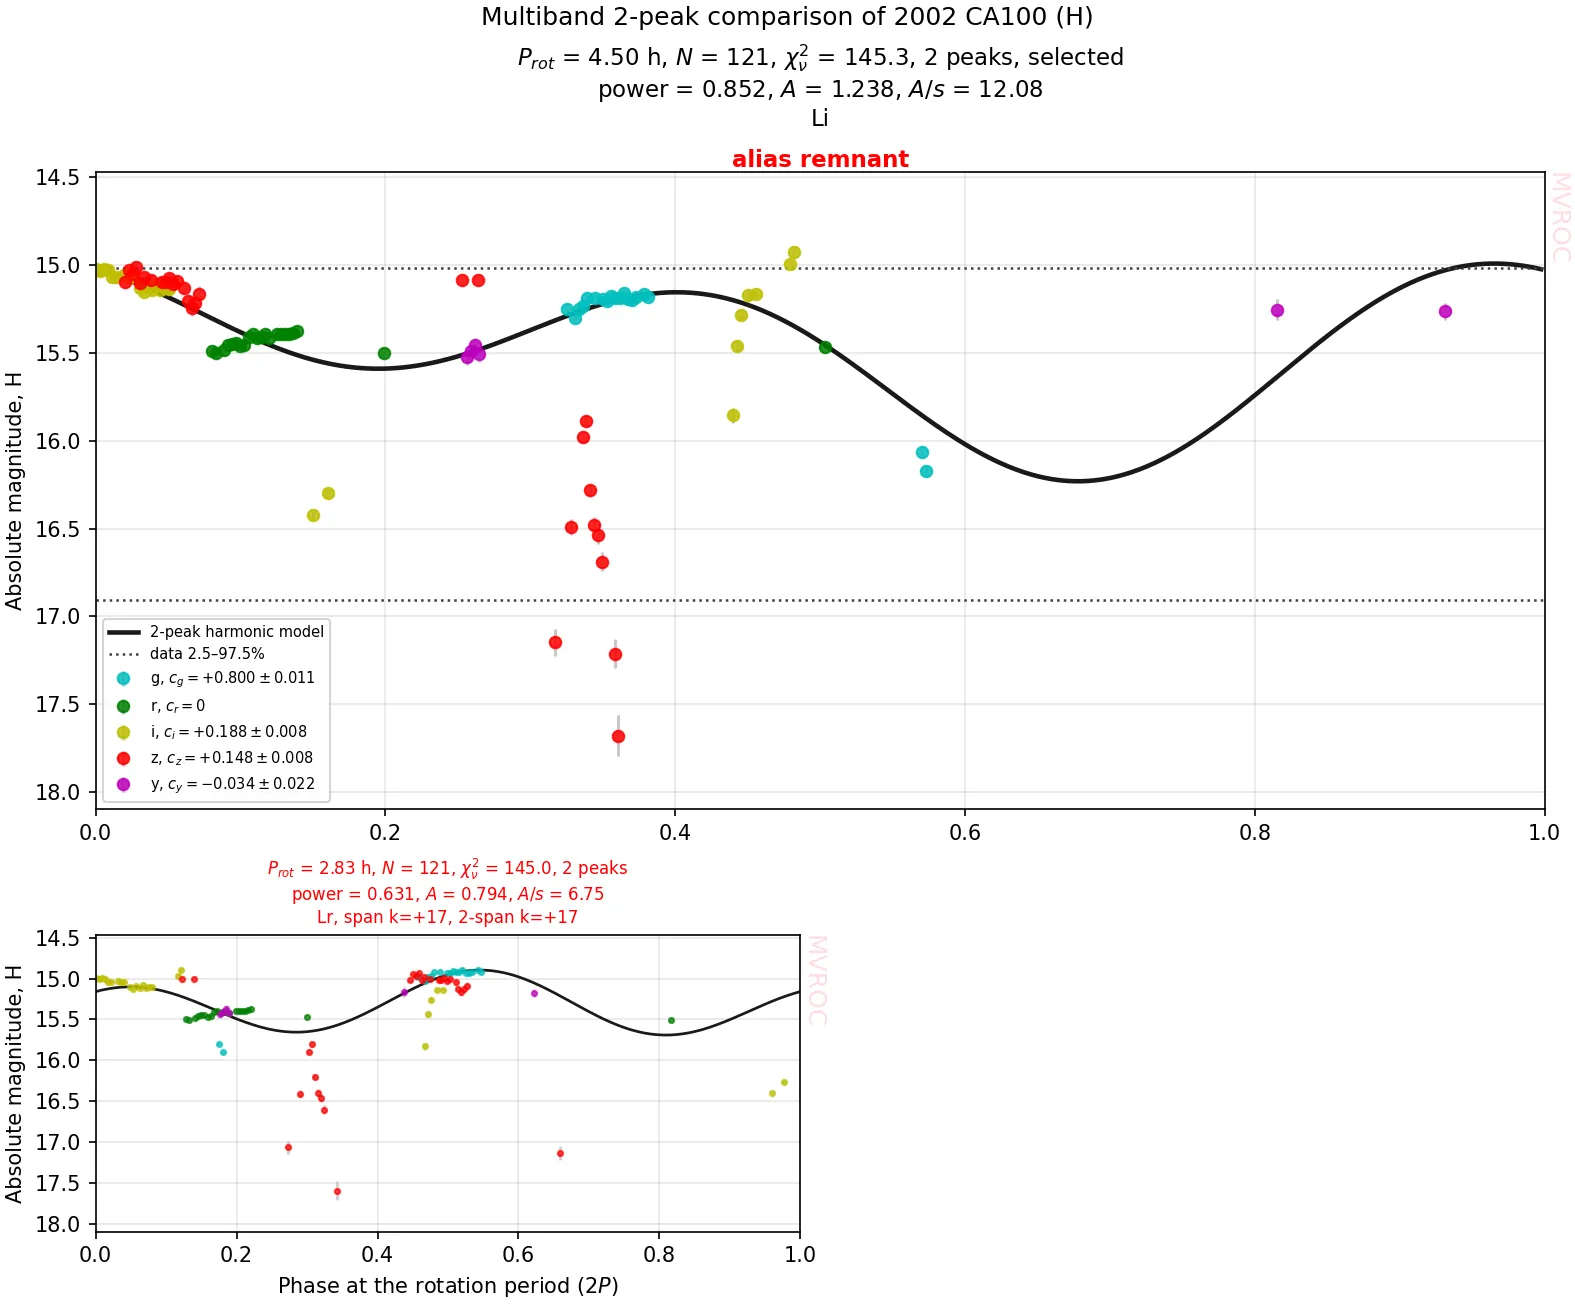 Multiband 2-peak comparison of 2002 CA100 (H)
P_rot = 4.50 h, N = 121, χ²_ν = 145.3, 2 peaks, selected
power = 0.852, A = 1.238, A/s = 12.08
Li
alias remnant
MVROC
Absolute magnitude, H
14.5
15.0
15.5
16.0
16.5
17.0
17.5
18.0
2-peak harmonic model
data 2.5–97.5%
g, c_g = +0.800 ± 0.011
r, c_r = 0
i, c_i = +0.188 ± 0.008
z, c_z = +0.148 ± 0.008
y, c_y = −0.034 ± 0.022
0.0 0.2 0.4 0.6 0.8 1.0
P_rot = 2.83 h, N = 121, χ²_ν = 145.0, 2 peaks
power = 0.631, A = 0.794, A/s = 6.75
Lr, span k=+17, 2-span k=+17
MVROC
Absolute magnitude, H
14.5
15.0
15.5
16.0
16.5
17.0
17.5
18.0
0.0 0.2 0.4 0.6 0.8 1.0
Phase at the rotation period (2P)